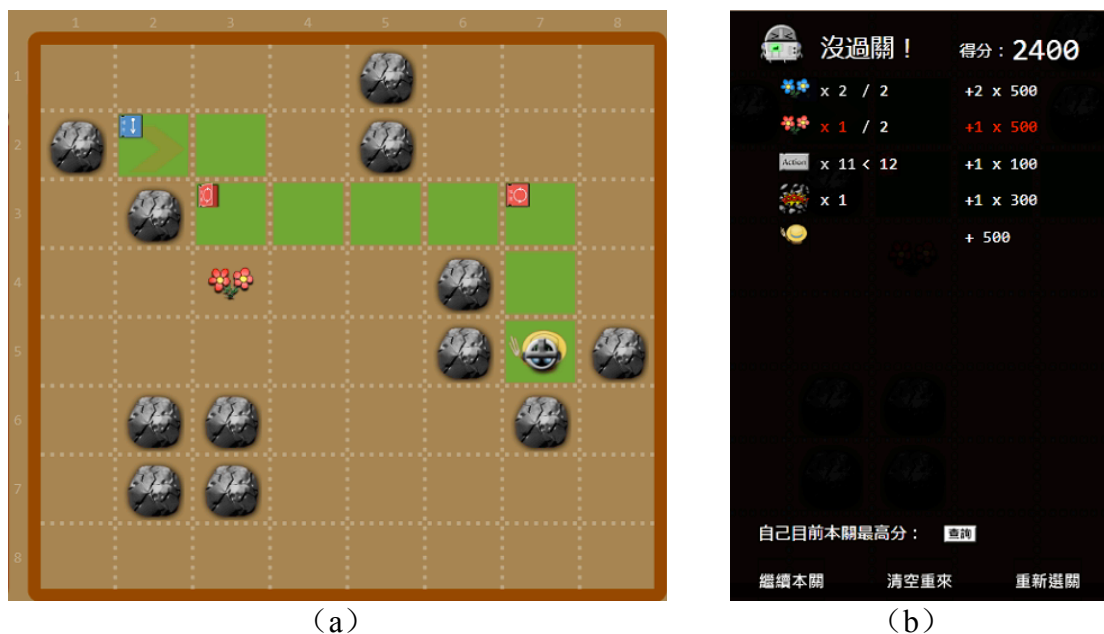 1 2 3 4 5 6 7 8
1
2
3
4
5
6
7
8
(a)
沒過關！ 得分：2400
x 2 / 2 +2 x 500
x 1 / 2 +1 x 500
Action x 11 < 12 +1 x 100
x 1 +1 x 300
+ 500
自己目前本關最高分： 查詢
繼續本關 清空重來 重新選關
(b)